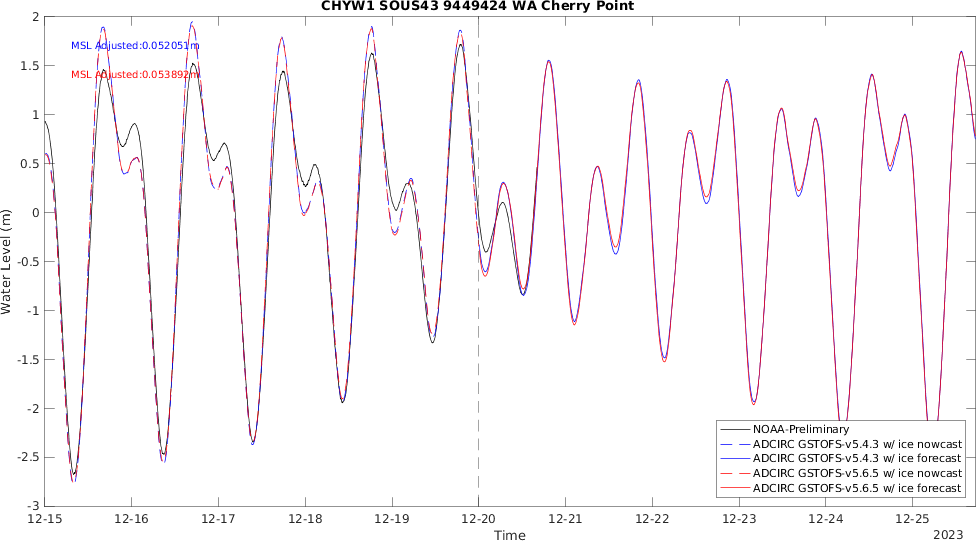 CHYW1 SOUS43 9449424 WA Cherry Point
MSL Adjusted:0.052051m
MSL Adjusted:0.053892m
2
1.5
1
0.5
0
-0.5
-1
-1.5
-2
-2.5
-3
Water Level (m)
NOAA-Preliminary
ADCIRC GSTOFS-v5.4.3 w/ ice nowcast
ADCIRC GSTOFS-v5.4.3 w/ ice forecast
ADCIRC GSTOFS-v5.6.5 w/ ice nowcast
ADCIRC GSTOFS-v5.6.5 w/ ice forecast
12-15 12-16 12-17 12-18 12-19 12-20 12-21 12-22 12-23 12-24 12-25
Time
2023